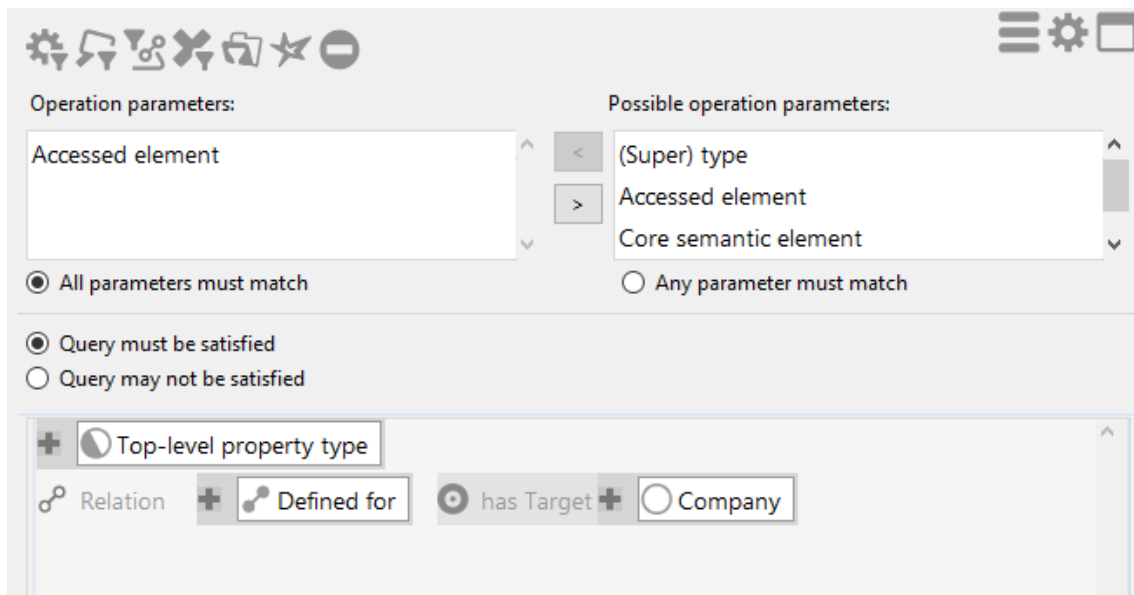 Operation parameters:
Possible operation parameters:
Accessed element
<
(Super) type
>
Accessed element
Core semantic element
All parameters must match
Any parameter must match
Query must be satisfied
Query may not be satisfied
Top-level property type
Relation Defined for has Target Company